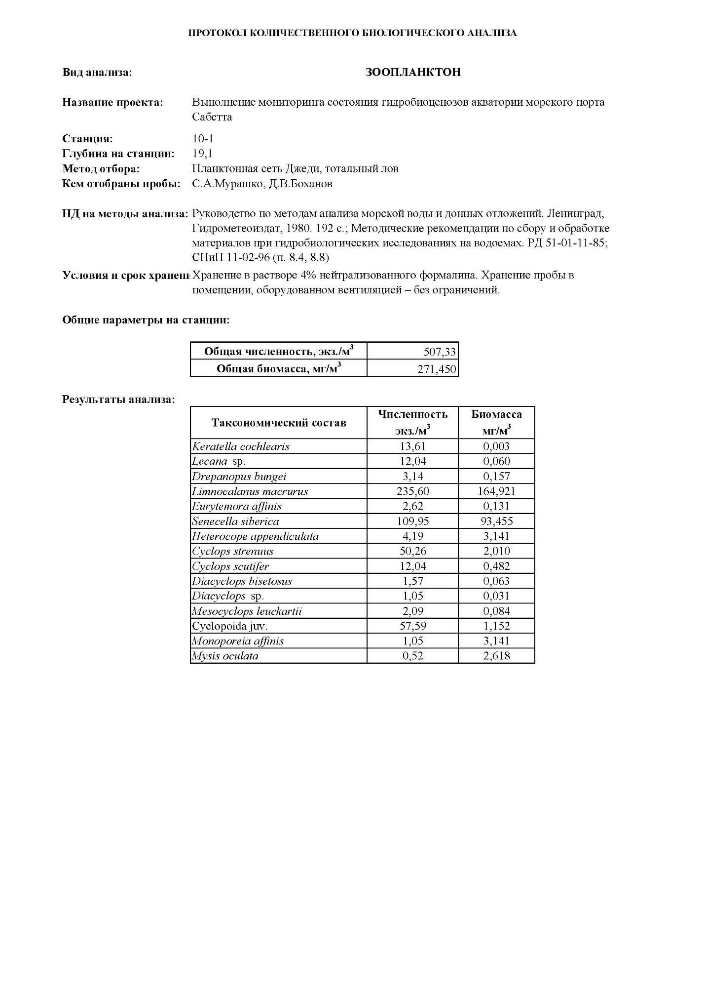 ПРОТОКОЛ КОЛИЧЕСТВЕННОГО БИОЛОГИЧЕСКОГО АНАЛИЗА
Вид анализа: ЗООПЛАНКТОН
Название проекта: Выполнение мониторинга состояния гидробиоценозов акватории морского порта
Сабетта
Станция: 10-1
Глубина на станции: 19,1
Метод отбора: Планктонная сеть Джеди, тотальный лов
Кем отобраны пробы: С.А.Мурашко, Д.В.Боханов
НД на методы анализа: Руководство по методам анализа морской воды и донных отложений. Ленинград,
Гидрометеоиздат, 1980. 192 с.; Методические рекомендации по сбору и обработке
материалов при гидробиологических исследованиях на водоемах. РД 51-01-11-85;
СНиП 11-02-96 (п. 8.4, 8.8)
Условия и срок хранени Хранение в растворе 4% нейтрализованного формалина. Хранение пробы в
помещении, оборудованном вентиляцией – без ограничений.
Общие параметры на станции:
Общая численность, экз./м³ 507,33
Общая биомасса, мг/м³ 271,450
Результаты анализа:
Таксономический состав Численность экз./м³ Биомасса мг/м³
Keratella cochlearis 13,61 0,003
Lecana sp. 12,04 0,060
Drepanopus bungei 3,14 0,157
Limnocalanus macrurus 235,60 164,921
Eurytemora affinis 2,62 0,131
Senecella siberica 109,95 93,455
Heterocope appendiculata 4,19 3,141
Cyclops strenuus 50,26 2,010
Cyclops scutifer 12,04 0,482
Diacyclops bisetosus 1,57 0,063
Diacyclops sp. 1,05 0,031
Mesocyclops leuckartii 2,09 0,084
Cyclopoida juv. 57,59 1,152
Monoporeia affinis 1,05 3,141
Mysis oculata 0,52 2,618